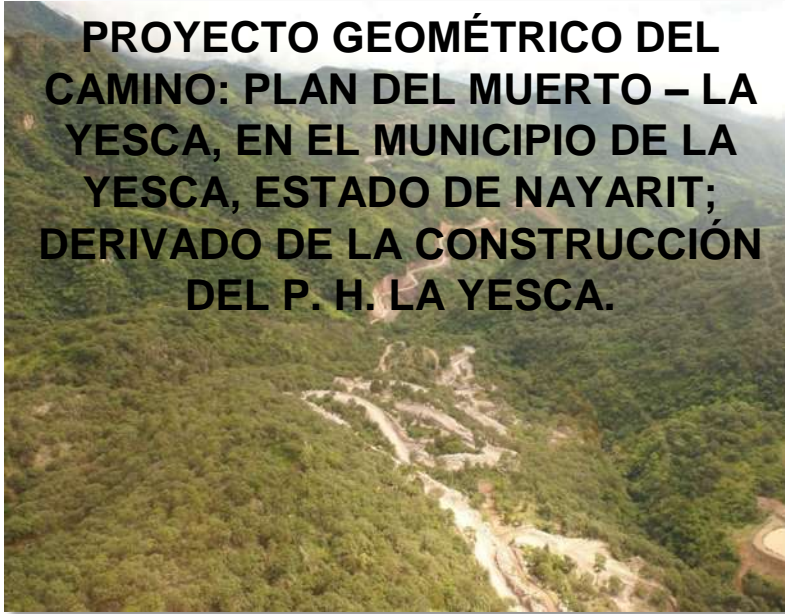 PROYECTO GEOMÉTRICO DEL
CAMINO: PLAN DEL MUERTO – LA
YESCA, EN EL MUNICIPIO DE LA
YESCA, ESTADO DE NAYARIT;
DERIVADO DE LA CONSTRUCCIÓN
DEL P. H. LA YESCA.